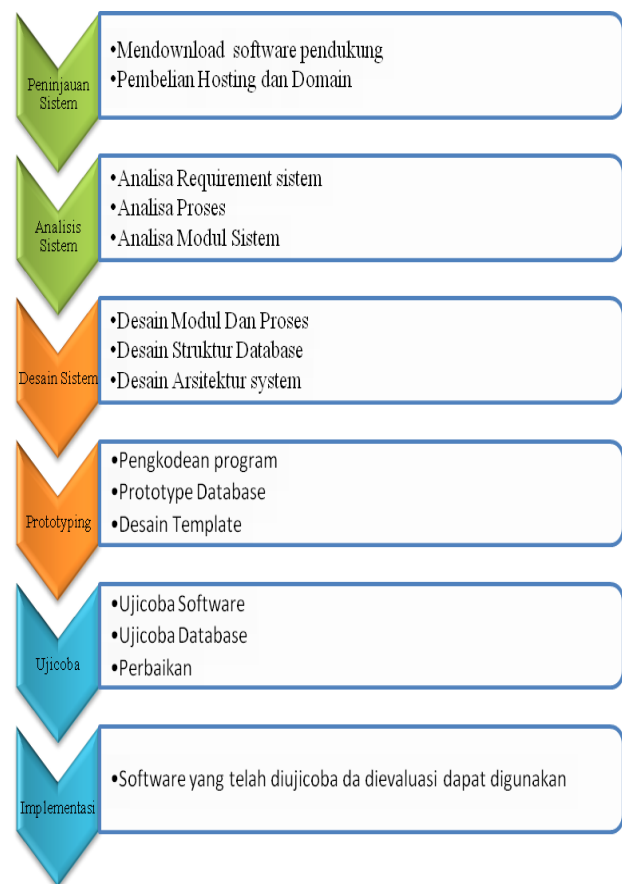 Peninjauan
Sistem
•Mendownload software pendukung
•Pembelian Hosting dan Domain
Analisis
Sistem
•Analisa Requirement sistem
•Analisa Proses
•Analisa Modul Sistem
Desain Sistem
•Desain Modul Dan Proses
•Desain Struktur Database
•Desain Arsitektur system
Prototyping
•Pengkodean program
•Prototype Database
•Desain Template
Ujicoba
•Ujicoba Software
•Ujicoba Database
•Perbaikan
Implementasi
•Software yang telah diujicoba da dievaluasi dapat digunakan